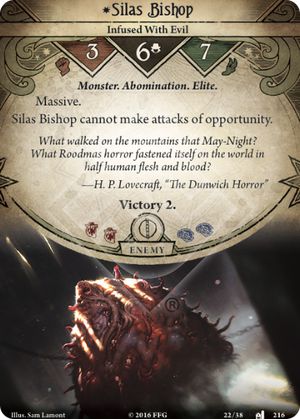 *Silas Bishop
Infused With Evil
3 6 7
Monster. Abomination. Elite.
Massive.
Silas Bishop cannot make attacks of opportunity.
What walked on the mountains that May-Night?
What Roodmas horror fastened itself on the world in
half human flesh and blood?
—H. P. Lovecraft, “The Dunwich Horror”
Victory 2.
ENEMY
Illus. Sam Lamont
© 2016 FFG
22/38
216